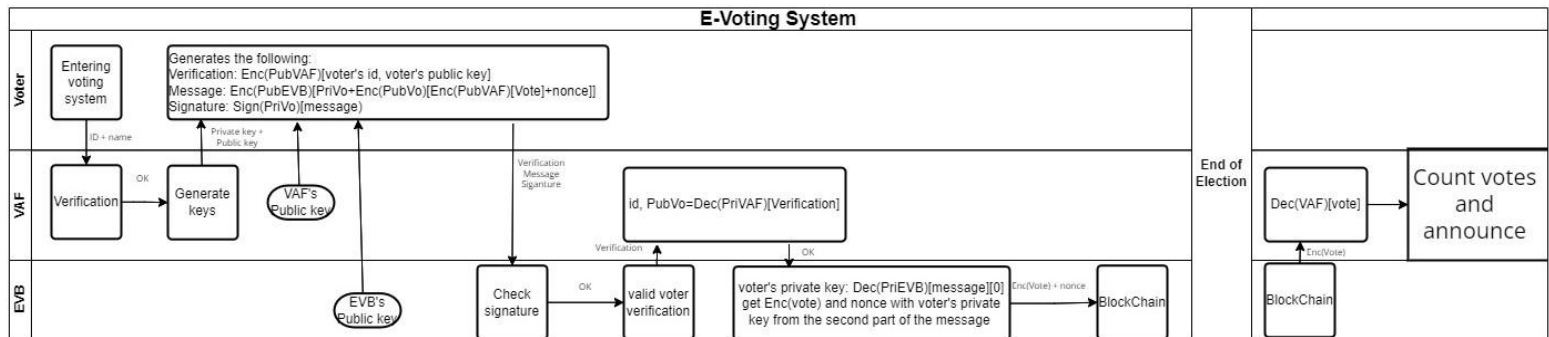 E-Voting System
Voter
Entering
voting
system
Generates the following:
Verification: Enc(PubVAF)[voter's id, voter's public key]
Message: Enc(PubEVB)[PriVo+Enc(PubVo)[Enc(PubVAF)[Vote]+nonce]]
Signature: Sign(PriVo)[message)
ID + name
Private key +
Public key
VAF
Verification
OK
Generate
keys
VAF's
Public key
Verification
Message
Siganture
id, PubVo=Dec(PriVAF)[Verification]
Verification
OK
EVB
EVB's
Public key
Check
signature
OK
valid voter
verification
voter's private key: Dec(PriEVB)[message][0]
get Enc(vote) and nonce with voter's private
key from the second part of the message
Enc(Vote) + nonce
BlockChain
End of
Election
Dec(VAF)[vote]
Count votes
and
announce
Enc(Vote)
BlockChain